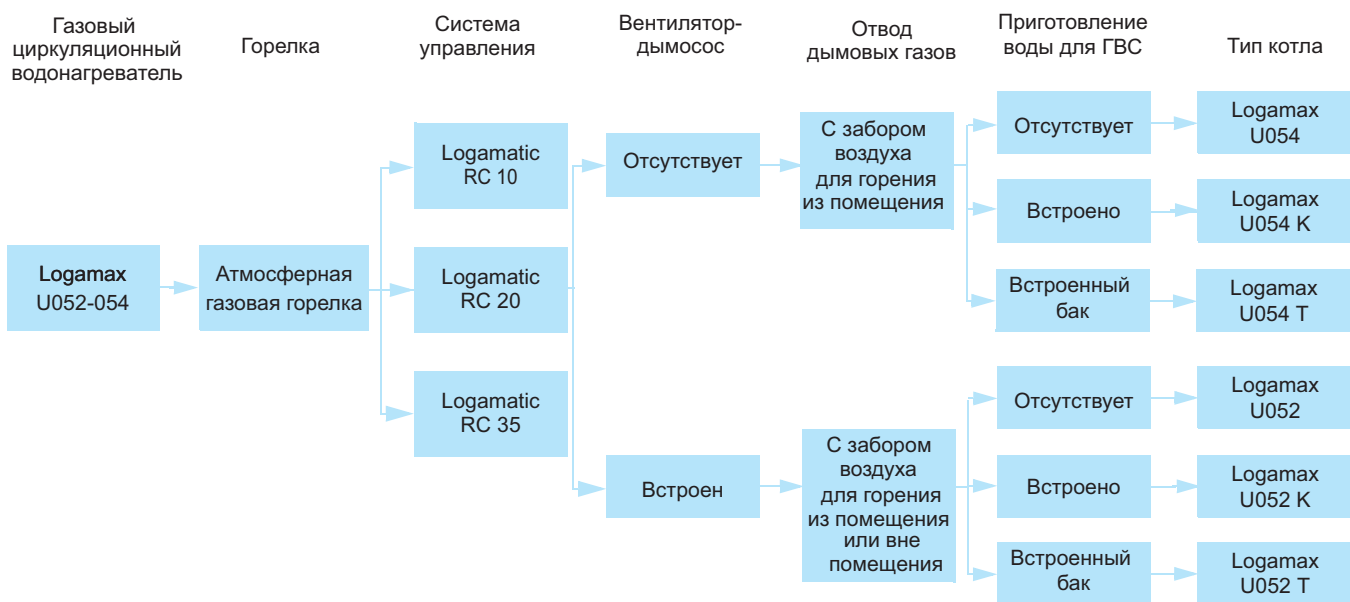 Газовый
циркуляционный
водонагреватель
Горелка
Система
управления
Вентилятор-
дымосос
Отвод
дымовых газов
Приготовление
воды для ГВС
Тип котла
Logamax
U052-054
Атмосферная
газовая горелка
Logamatic
RC 10
Logamatic
RC 20
Logamatic
RC 35
Отсутствует
Встроен
С забором
воздуха
для горения
из помещения
С забором
воздуха
для горения
из помещения
или вне
помещения
Отсутствует
Встроено
Встроенный
бак
Отсутствует
Встроено
Встроенный
бак
Logamax
U054
Logamax
U054 K
Logamax
U054 T
Logamax
U052
Logamax
U052 K
Logamax
U052 T